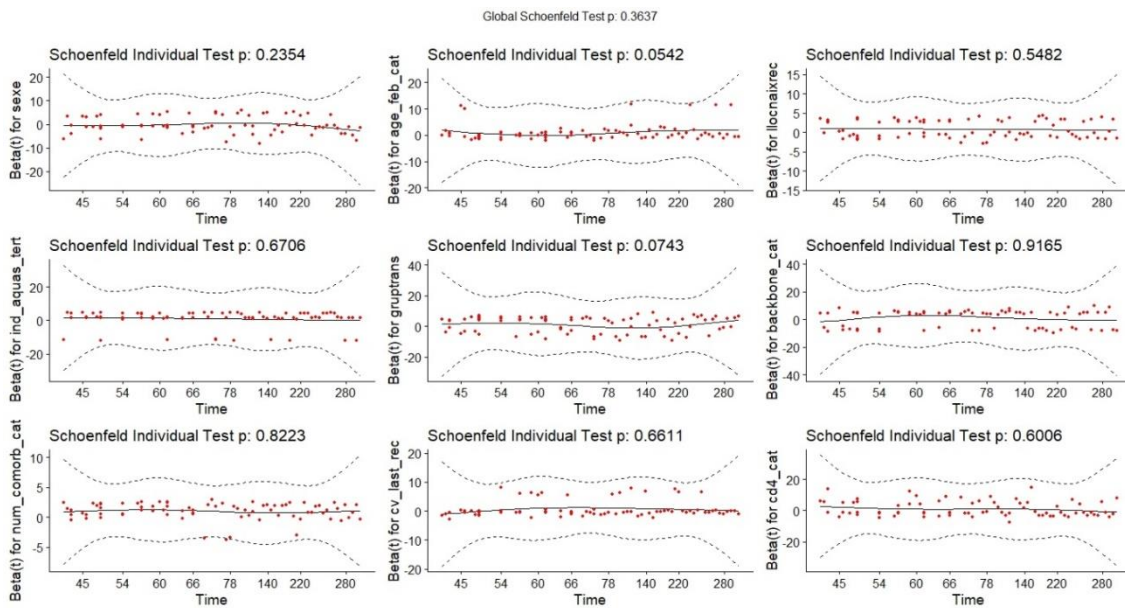 Global Schoenfeld Test p: 0.3637
Schoenfeld Individual Test p: 0.2354
Beta(t) for sexe
20
10
0
-10
-20
45 54 60 66 78 140 220 280
Time
Schoenfeld Individual Test p: 0.0542
Beta(t) for age_feb_cat
20
10
0
-10
-20
45 54 60 66 78 140 220 280
Time
Schoenfeld Individual Test p: 0.5482
Beta(t) for llocnaixrec
15
10
5
0
-5
-10
-15
45 54 60 66 78 140 220 280
Time
Schoenfeld Individual Test p: 0.6706
Beta(t) for ind_aquas_tert
20
0
-20
45 54 60 66 78 140 220 280
Time
Schoenfeld Individual Test p: 0.0743
Beta(t) for gruptrans
40
20
0
-20
45 54 60 66 78 140 220 280
Time
Schoenfeld Individual Test p: 0.9165
Beta(t) for backbone_cat
40
20
0
-20
-40
45 54 60 66 78 140 220 280
Time
Schoenfeld Individual Test p: 0.8223
Beta(t) for num_comorb_cat
10
5
0
-5
45 54 60 66 78 140 220 280
Time
Schoenfeld Individual Test p: 0.6611
Beta(t) for cv_last_rec
20
10
0
-10
-20
45 54 60 66 78 140 220 280
Time
Schoenfeld Individual Test p: 0.6006
Beta(t) for cd4_cat
20
0
-20
45 54 60 66 78 140 220 280
Time